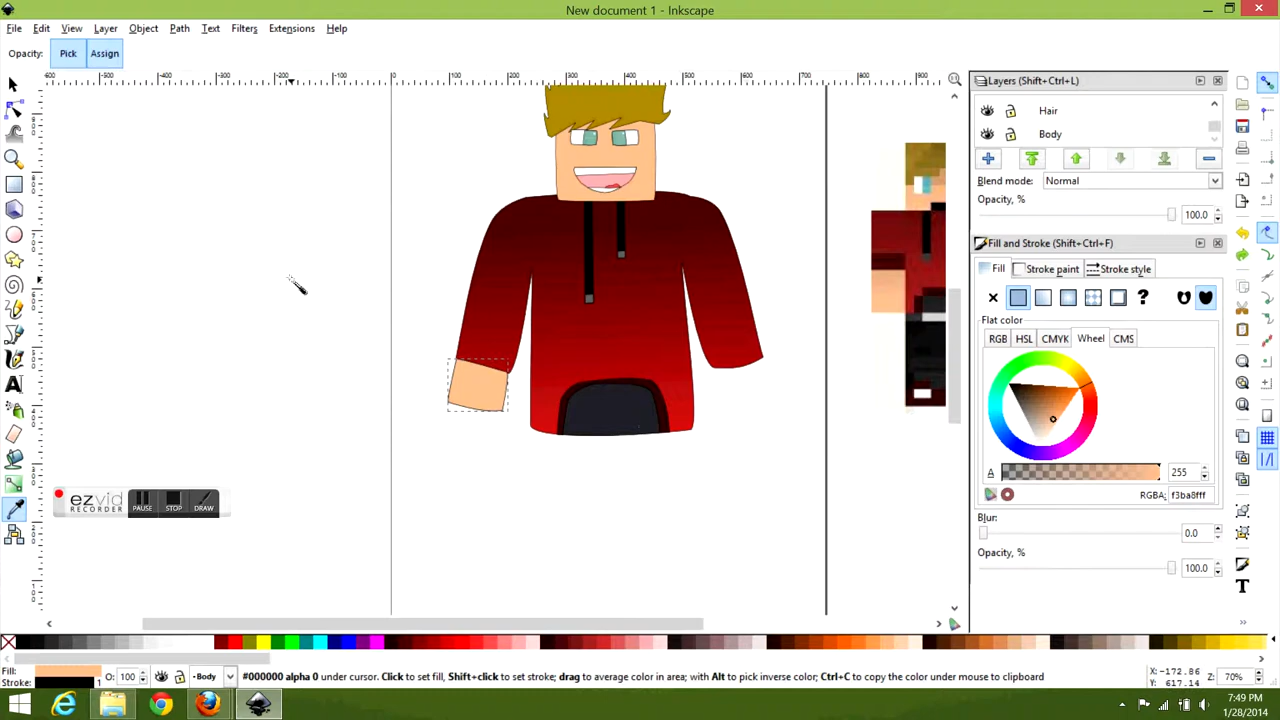 New document 1 - Inkscape
File Edit View Layer Object Path Text Filters Extensions Help
Opacity: Pick Assign
Layers (Shift+Ctrl+L)
Hair
Body
Blend mode: Normal
Opacity, % 100.0
Fill and Stroke (Shift+Ctrl+F)
Fill Stroke paint Stroke style
Flat color
RGB HSL CMYK Wheel CMS
A 255
RGBA: f3ba8fff
Blur:
0.0
Opacity, %
100.0
ezvid
RECORDER
PAUSE STOP DRAW
Fill:
Stroke: 1 O: 100 Body #000000 alpha 0 under cursor. Click to set fill, Shift+click to set stroke; drag to average color in area; with Alt to pick inverse color; Ctrl+C to copy the color under mouse to clipboard
X: -172.86
Y: 617.14
Z: 70%
7:49 PM
1/28/2014